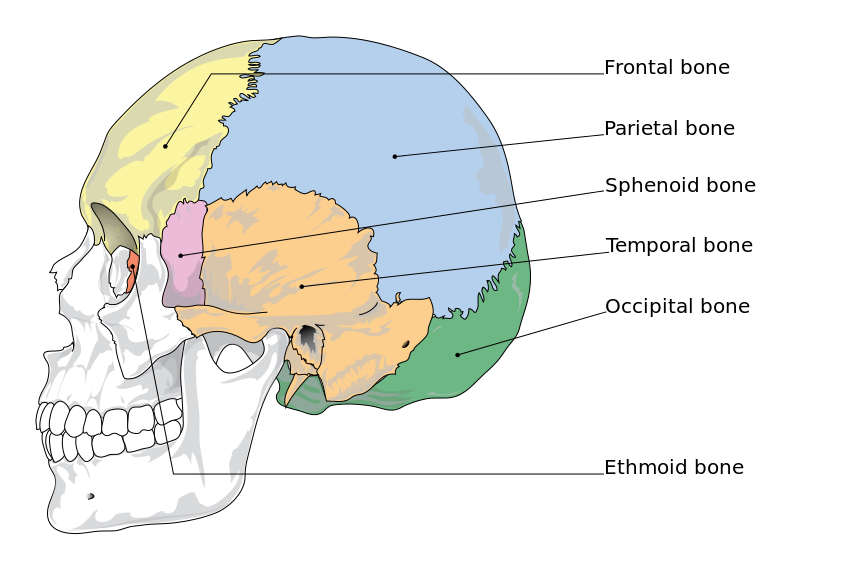 Frontal bone
Parietal bone
Sphenoid bone
Temporal bone
Occipital bone
Ethmoid bone